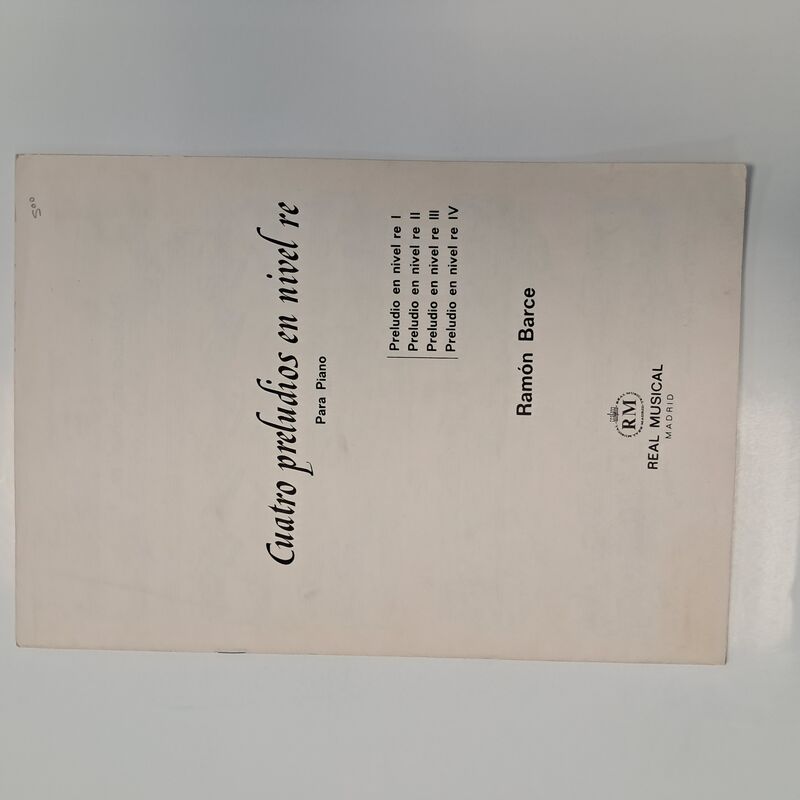 500
Cuatro preludios en nivel re
Para Piano
Preludio en nivel re I
Preludio en nivel re II
Preludio en nivel re III
Preludio en nivel re IV
Ramón Barce
RM
REAL MUSICAL
MADRID